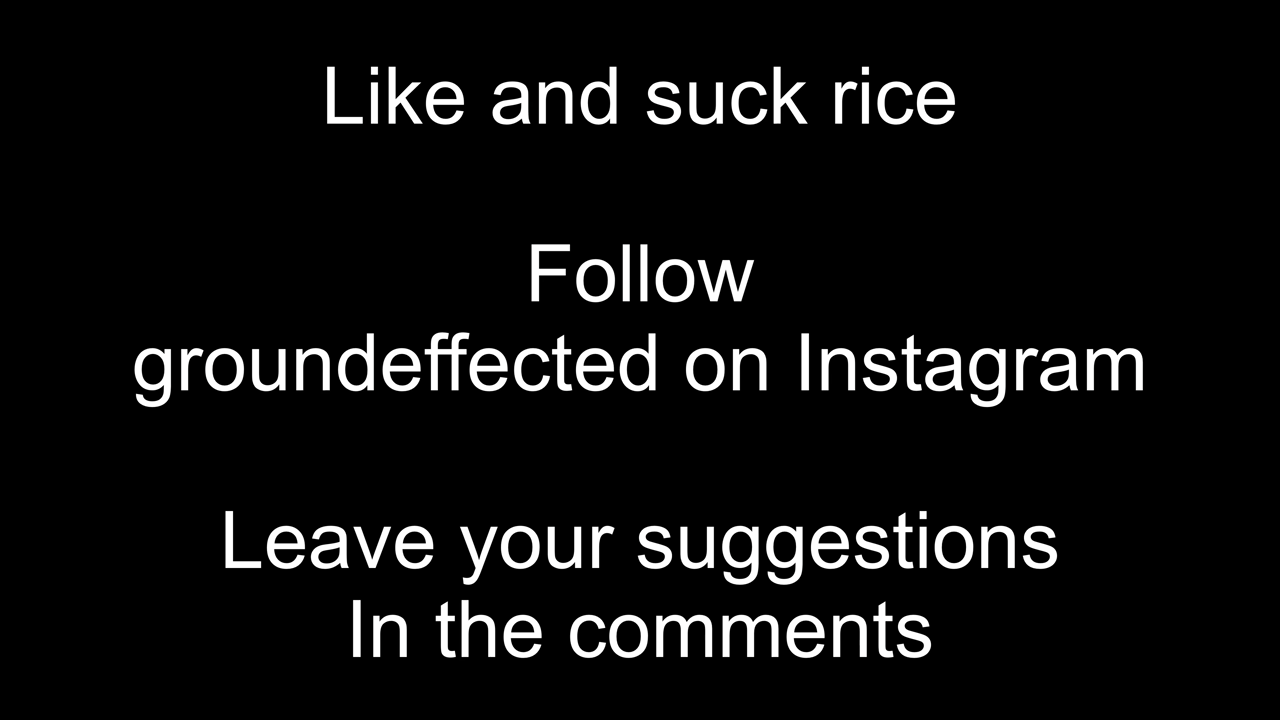 Like and suck rice
Follow
groundeffected on Instagram
Leave your suggestions
In the comments